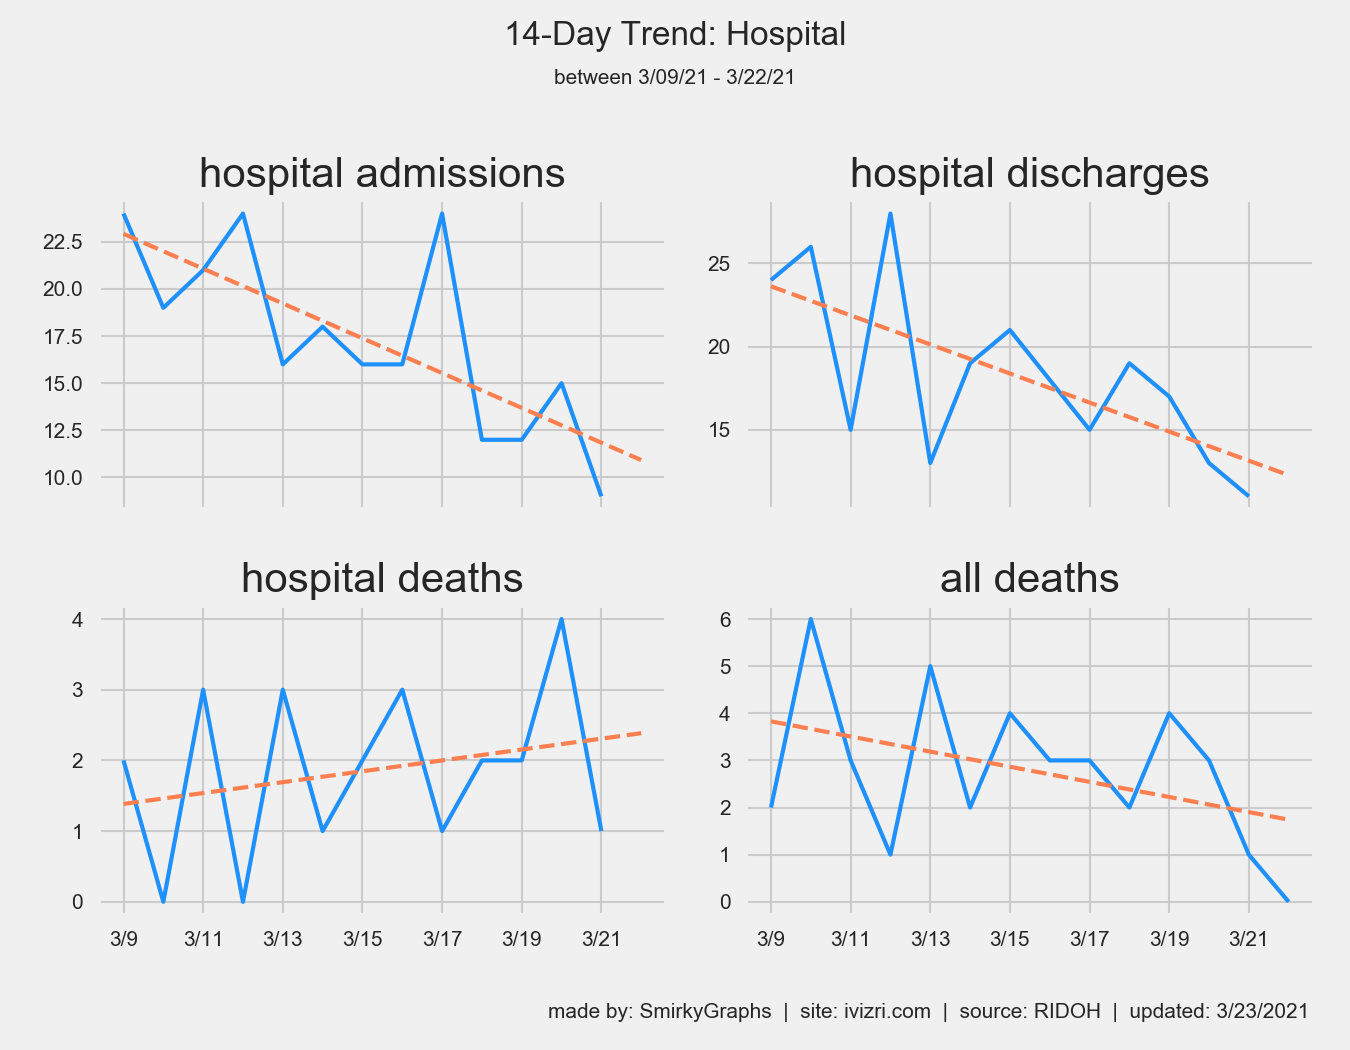 14-Day Trend: Hospital
between 3/09/21 - 3/22/21
hospital admissions
22.5
20.0
17.5
15.0
12.5
10.0
hospital discharges
25
20
15
hospital deaths
4
3
2
1
0
3/9 3/11 3/13 3/15 3/17 3/19 3/21
all deaths
6
5
4
3
2
1
0
3/9 3/11 3/13 3/15 3/17 3/19 3/21
made by: SmirkyGraphs | site: ivizri.com | source: RIDOH | updated: 3/23/2021